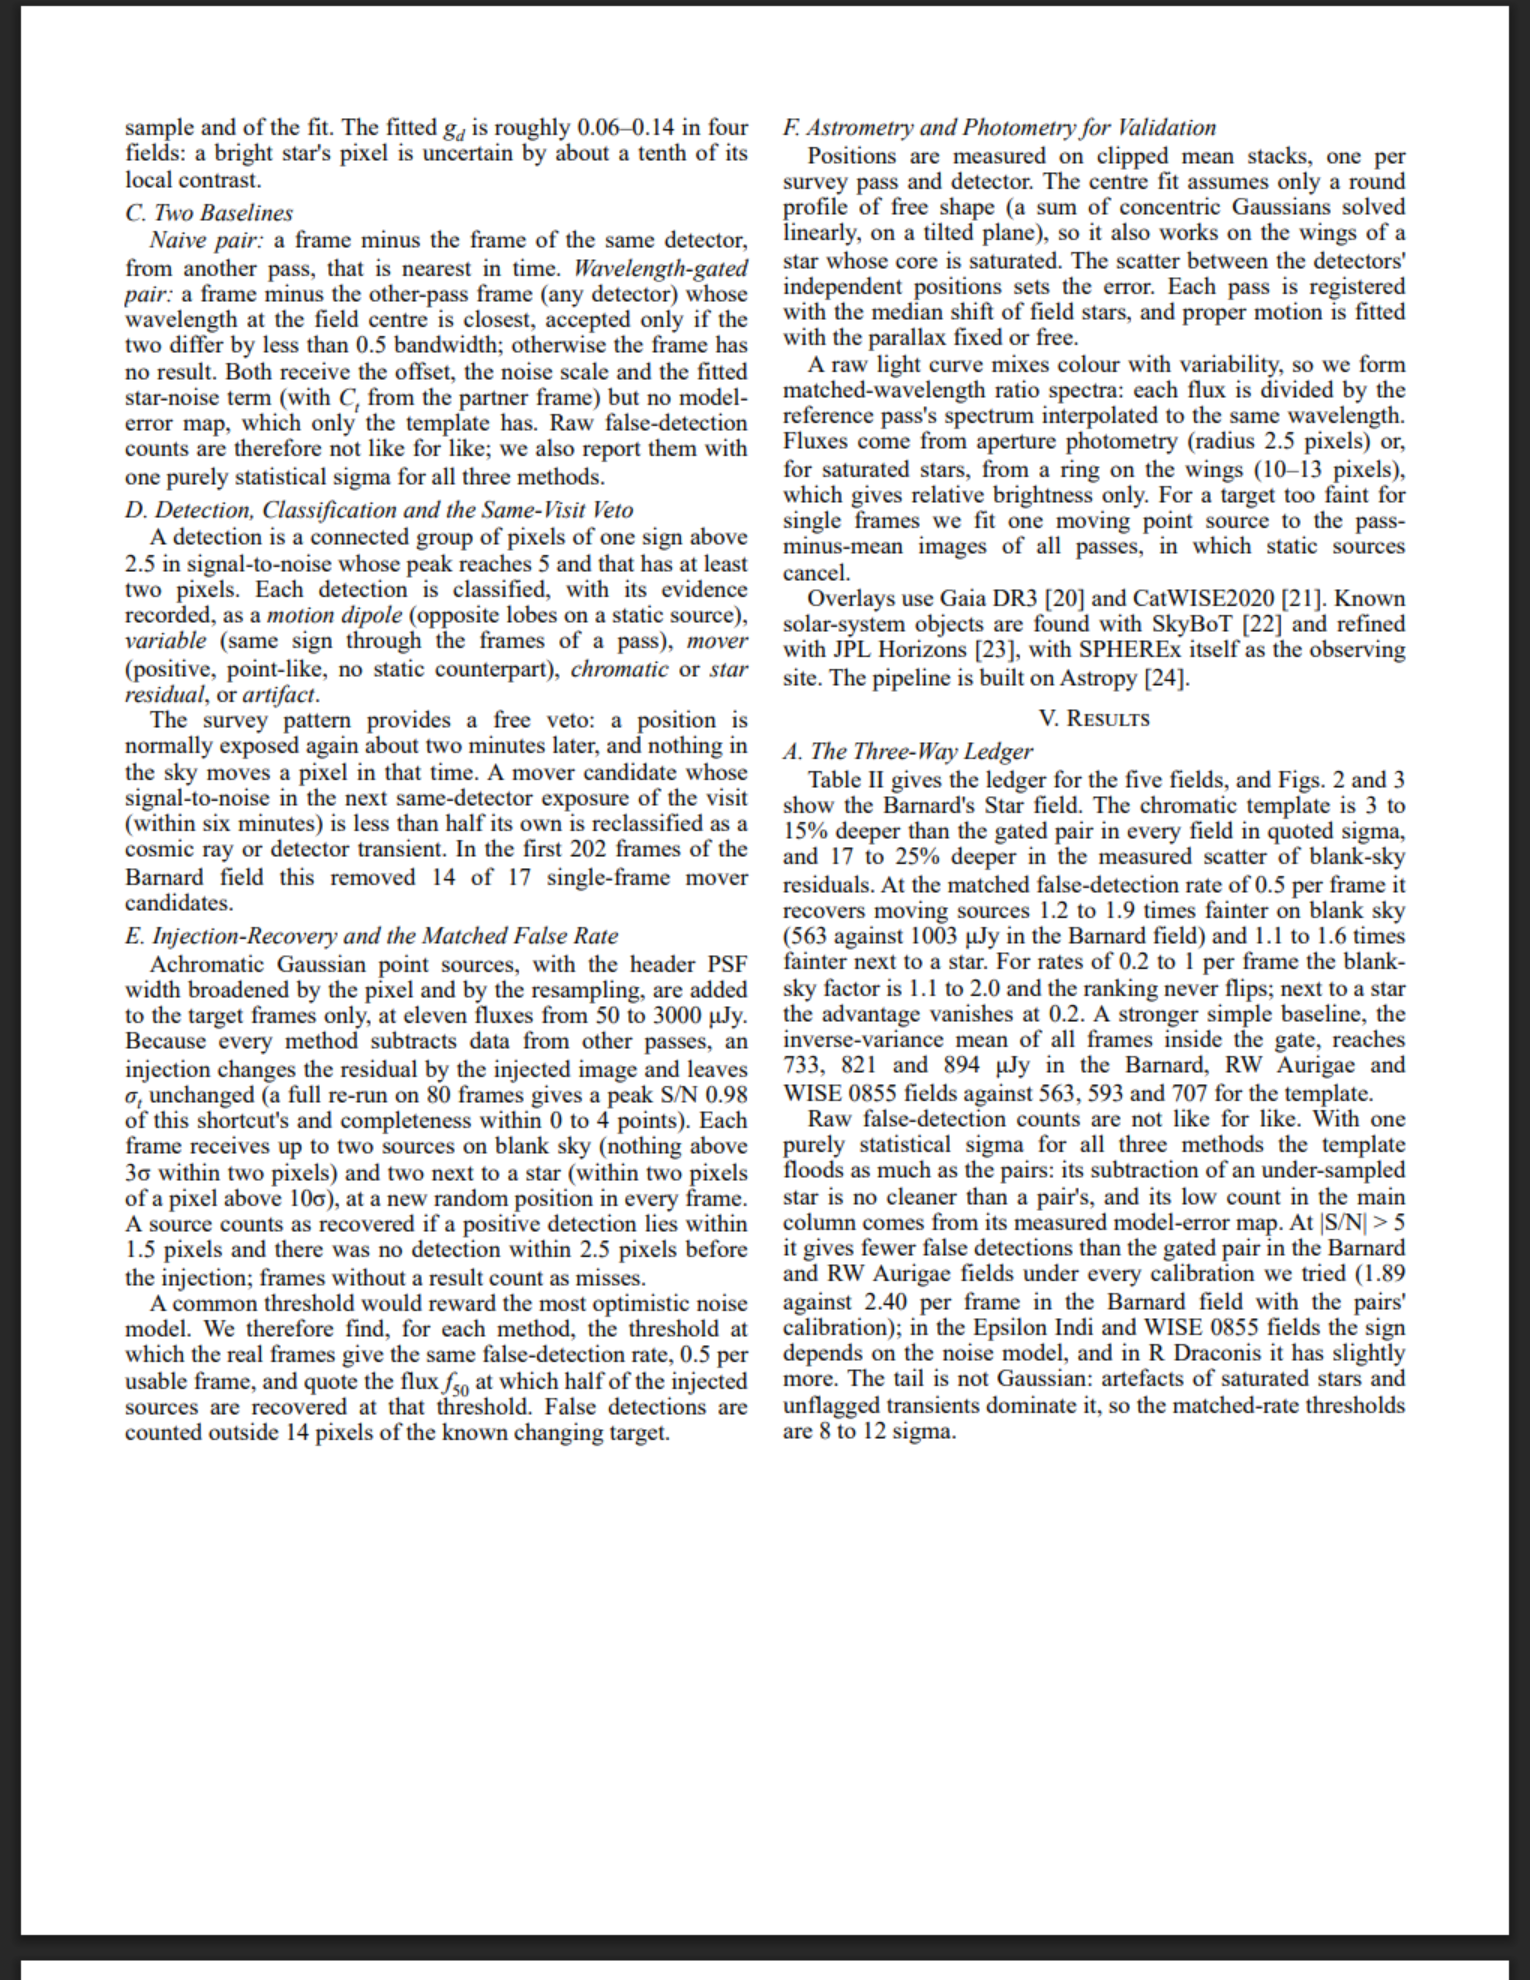 sample and of the fit. The fitted g_d is roughly 0.06–0.14 in four
fields: a bright star's pixel is uncertain by about a tenth of its
local contrast.
C. Two Baselines
Naive pair: a frame minus the frame of the same detector,
from another pass, that is nearest in time. Wavelength-gated
pair: a frame minus the other-pass frame (any detector) whose
wavelength at the field centre is closest, accepted only if the
two differ by less than 0.5 bandwidth; otherwise the frame has
no result. Both receive the offset, the noise scale and the fitted
star-noise term (with C_t from the partner frame) but no model-
error map, which only the template has. Raw false-detection
counts are therefore not like for like; we also report them with
one purely statistical sigma for all three methods.
D. Detection, Classification and the Same-Visit Veto
A detection is a connected group of pixels of one sign above
2.5 in signal-to-noise whose peak reaches 5 and that has at least
two pixels. Each detection is classified, with its evidence
recorded, as a motion dipole (opposite lobes on a static source),
variable (same sign through the frames of a pass), mover
(positive, point-like, no static counterpart), chromatic or star
residual, or artifact.
The survey pattern provides a free veto: a position is
normally exposed again about two minutes later, and nothing in
the sky moves a pixel in that time. A mover candidate whose
signal-to-noise in the next same-detector exposure of the visit
(within six minutes) is less than half its own is reclassified as a
cosmic ray or detector transient. In the first 202 frames of the
Barnard field this removed 14 of 17 single-frame mover
candidates.
E. Injection-Recovery and the Matched False Rate
Achromatic Gaussian point sources, with the header PSF
width broadened by the pixel and by the resampling, are added
to the target frames only, at eleven fluxes from 50 to 3000 μJy.
Because every method subtracts data from other passes, an
injection changes the residual by the injected image and leaves
σ_t unchanged (a full re-run on 80 frames gives a peak S/N 0.98
of this shortcut's and completeness within 0 to 4 points). Each
frame receives up to two sources on blank sky (nothing above
3σ within two pixels) and two next to a star (within two pixels
of a pixel above 10σ), at a new random position in every frame.
A source counts as recovered if a positive detection lies within
1.5 pixels and there was no detection within 2.5 pixels before
the injection; frames without a result count as misses.
A common threshold would reward the most optimistic noise
model. We therefore find, for each method, the threshold at
which the real frames give the same false-detection rate, 0.5 per
usable frame, and quote the flux f_50 at which half of the injected
sources are recovered at that threshold. False detections are
counted outside 14 pixels of the known changing target.
F. Astrometry and Photometry for Validation
Positions are measured on clipped mean stacks, one per
survey pass and detector. The centre fit assumes only a round
profile of free shape (a sum of concentric Gaussians solved
linearly, on a tilted plane), so it also works on the wings of a
star whose core is saturated. The scatter between the detectors'
independent positions sets the error. Each pass is registered
with the median shift of field stars, and proper motion is fitted
with the parallax fixed or free.
A raw light curve mixes colour with variability, so we form
matched-wavelength ratio spectra: each flux is divided by the
reference pass's spectrum interpolated to the same wavelength.
Fluxes come from aperture photometry (radius 2.5 pixels) or,
for saturated stars, from a ring on the wings (10–13 pixels),
which gives relative brightness only. For a target too faint for
single frames we fit one moving point source to the pass-
minus-mean images of all passes, in which static sources
cancel.
Overlays use Gaia DR3 [20] and CatWISE2020 [21]. Known
solar-system objects are found with SkyBoT [22] and refined
with JPL Horizons [23], with SPHEREx itself as the observing
site. The pipeline is built on Astropy [24].
V. RESULTS
A. The Three-Way Ledger
Table II gives the ledger for the five fields, and Figs. 2 and 3
show the Barnard's Star field. The chromatic template is 3 to
15% deeper than the gated pair in every field in quoted sigma,
and 17 to 25% deeper in the measured scatter of blank-sky
residuals. At the matched false-detection rate of 0.5 per frame it
recovers moving sources 1.2 to 1.9 times fainter on blank sky
(563 against 1003 μJy in the Barnard field) and 1.1 to 1.6 times
fainter next to a star. For rates of 0.2 to 1 per frame the blank-
sky factor is 1.1 to 2.0 and the ranking never flips; next to a star
the advantage vanishes at 0.2. A stronger simple baseline, the
inverse-variance mean of all frames inside the gate, reaches
733, 821 and 894 μJy in the Barnard, RW Aurigae and
WISE 0855 fields against 563, 593 and 707 for the template.
Raw false-detection counts are not like for like. With one
purely statistical sigma for all three methods the template
floods as much as the pairs: its subtraction of an under-sampled
star is no cleaner than a pair's, and its low count in the main
column comes from its measured model-error map. At |S/N| > 5
it gives fewer false detections than the gated pair in the Barnard
and RW Aurigae fields under every calibration we tried (1.89
against 2.40 per frame in the Barnard field with the pairs'
calibration); in the Epsilon Indi and WISE 0855 fields the sign
depends on the noise model, and in R Draconis it has slightly
more. The tail is not Gaussian: artefacts of saturated stars and
unflagged transients dominate it, so the matched-rate thresholds
are 8 to 12 sigma.